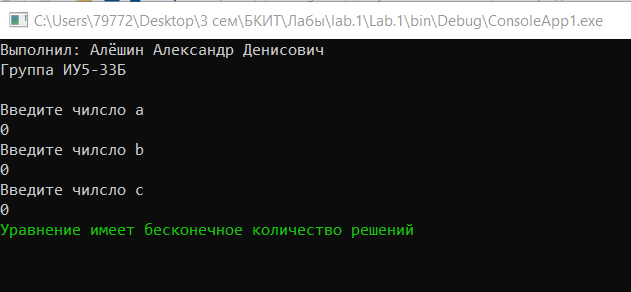 C:\Users\79772\Desktop\3 сем\БКИТ\Лабы\lab.1\Lab.1\bin\Debug\ConsoleApp1.exe
Выполнил: Алёшин Александр Денисович
Группа ИУ5-33Б
Введите чилсло a
0
Введите чилсло b
0
Введите чилсло c
0
Уравнение имеет бесконечное количество решений